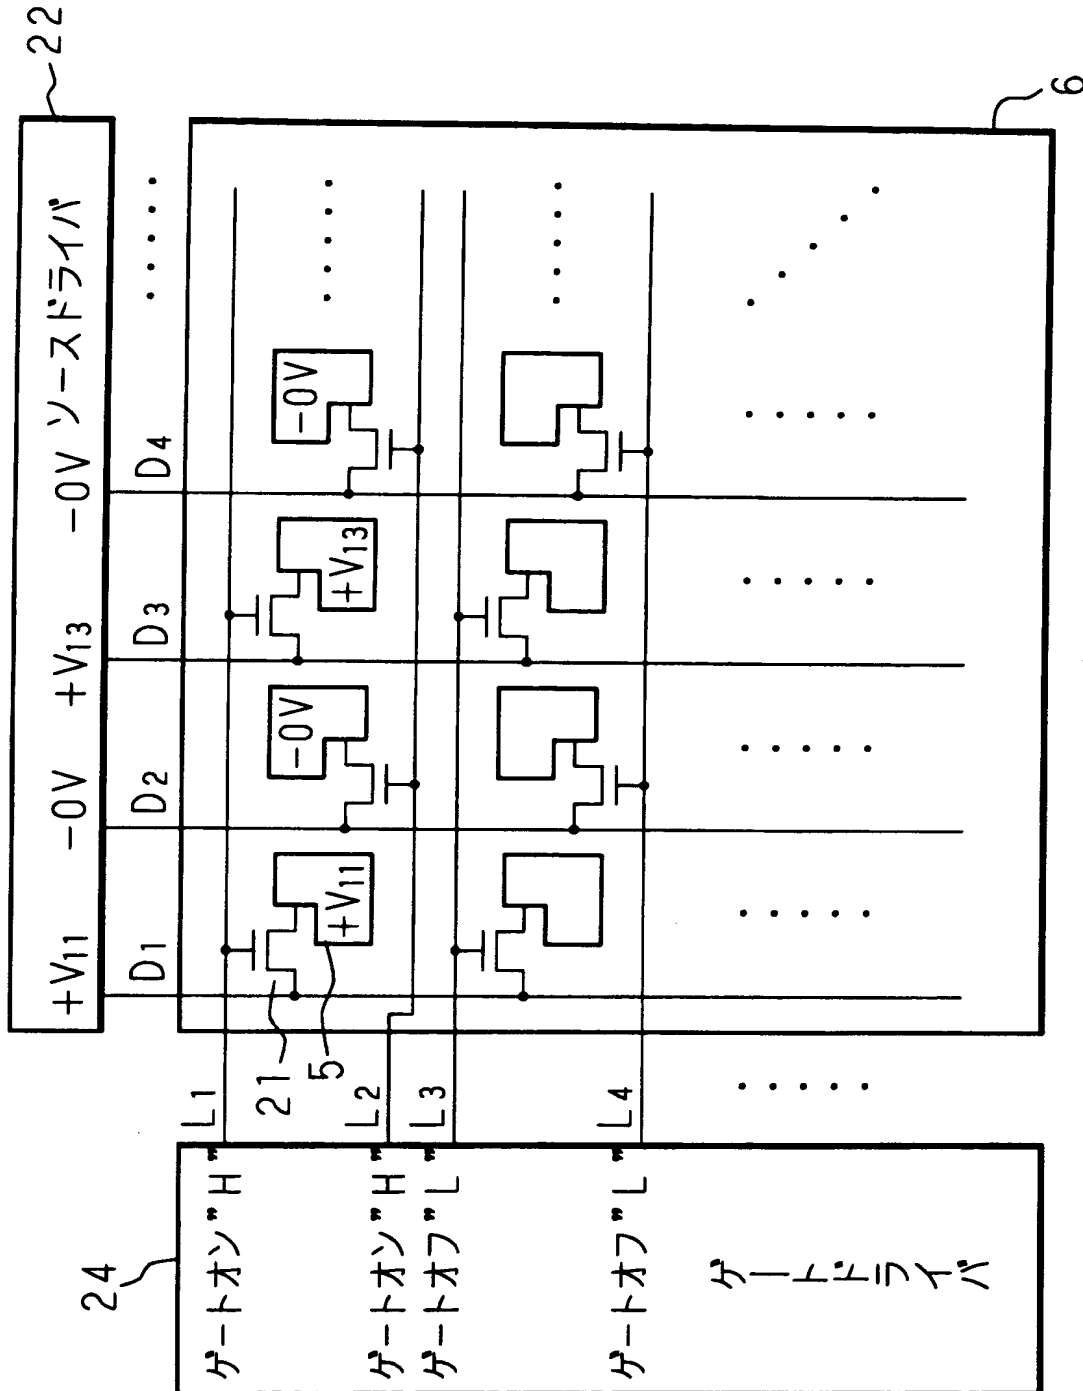 22
+V11 -0V +V13 -0V ソースドライバ
D1 D2 D3 D4
24
ゲートオン"H" L1
21
-0V -0V
+V11 +V13
5
ゲートオン"H" L2
ゲートオフ"L" L3
ゲートオフ"L" L4
ゲートドライバ
6